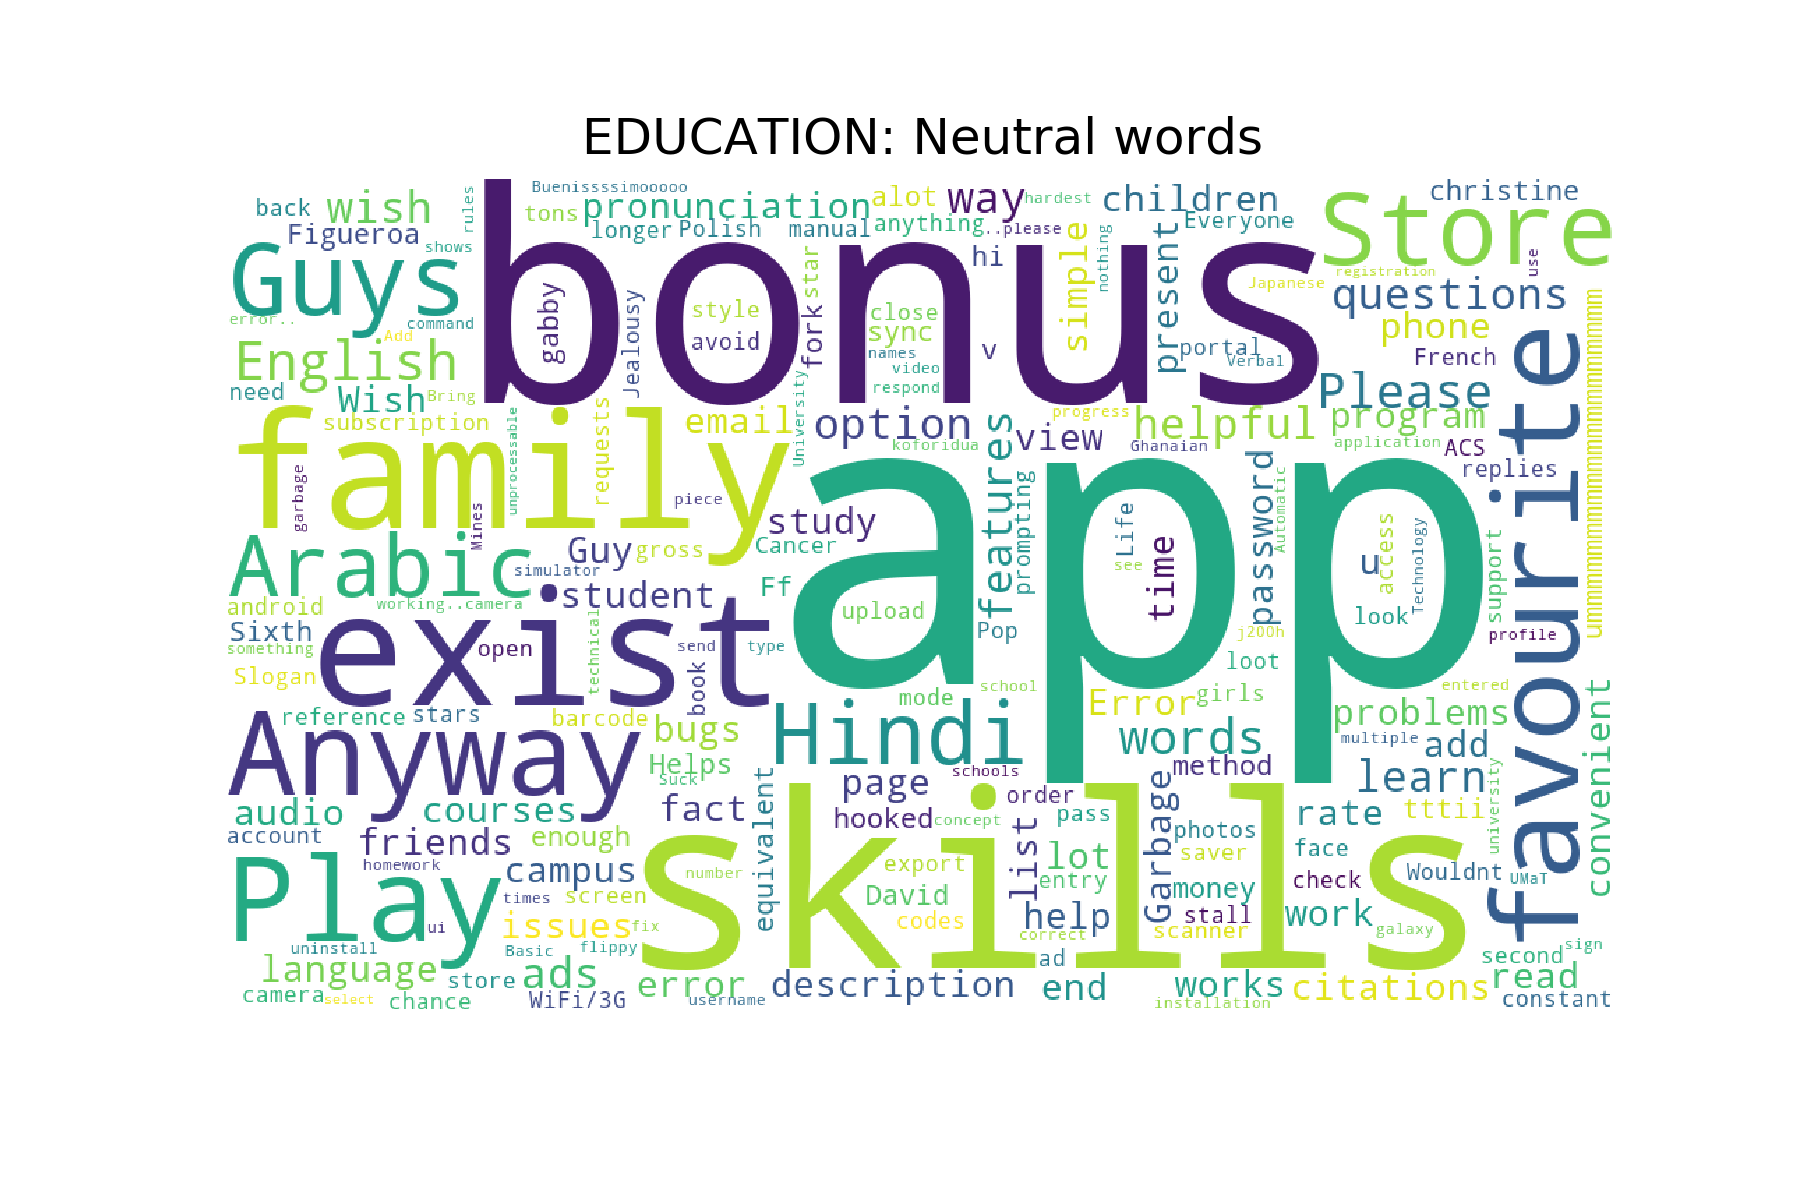 EDUCATION: Neutral words
Buenissssimooooo
back
wish
rules
tons
pronunciation
alot
way
hardest
children
christine
Store
Figueroa
shows
longer
Polish
manual
anything
..please
Everyone
Guys
bonus
hi
nothing
simple
present
use
registration
Japanese
questions
error..
command
Add
gabby
Jealousy
style
avoid
fork
star
close
sync
names
video
respond
v
portal
Verbal
phone
French
English
need
Wish
Bring
Please
favourite
ummmmmmmmmmmmmmmmmmmmmmm
subscription
requests
email
University
option
koforidua
features
view
progress
helpful
Ghanaian
program
application
ACS
replies
family
garbage
Mines
unprocessable
piece
study
app
prompting
Life
see
time
password
Automatic
access
Technology
u
look
support
profile
Arabic
Guy
gross
Cancer
simulator
working..camera
student
Ff
upload
Pop
android
Sixth
something
Slogan
exist
open
technical
send
book
type
j200h
loot
girls
Error
mode
school
entered
problems
multiple
add
convenient
reference
stars
barcode
bugs
Helps
suck
Hindi
words
method
Anyway
page
schools
learn
university
audio
courses
fact
equivalent
hooked
concept
order
pass
rate
tttii
account
friends
enough
list
lot
Garbage
photos
saver
face
Wouldnt
UMaT
homework
campus
number
skills
export
David
codes
entry
help
money
check
stall
scanner
work
galaxy
Play
ui
times
screen
issues
fix
correct
uninstall
Basic
flippy
ad
second
sign
language
store
ads
error
description
end
works
citations
read
camera
select
chance
WiFi/3G
username
installation
constant